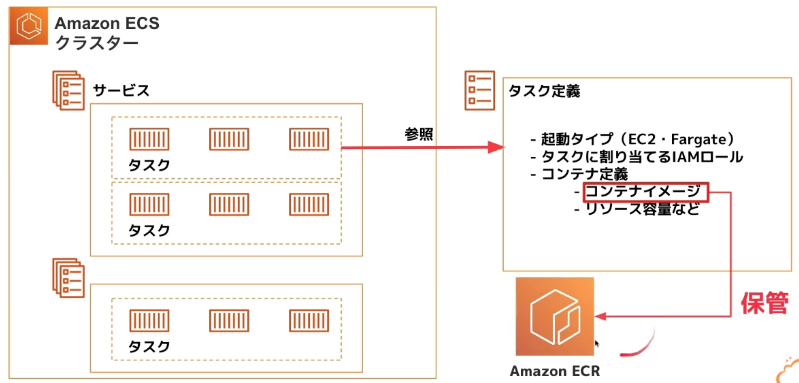 Amazon ECS
クラスター
サービス
タスク
タスク
タスク
参照
タスク定義
- 起動タイプ（EC2・Fargate）
- タスクに割り当てるIAMロール
- コンテナ定義
- コンテナイメージ
- リソース容量など
保管
Amazon ECR